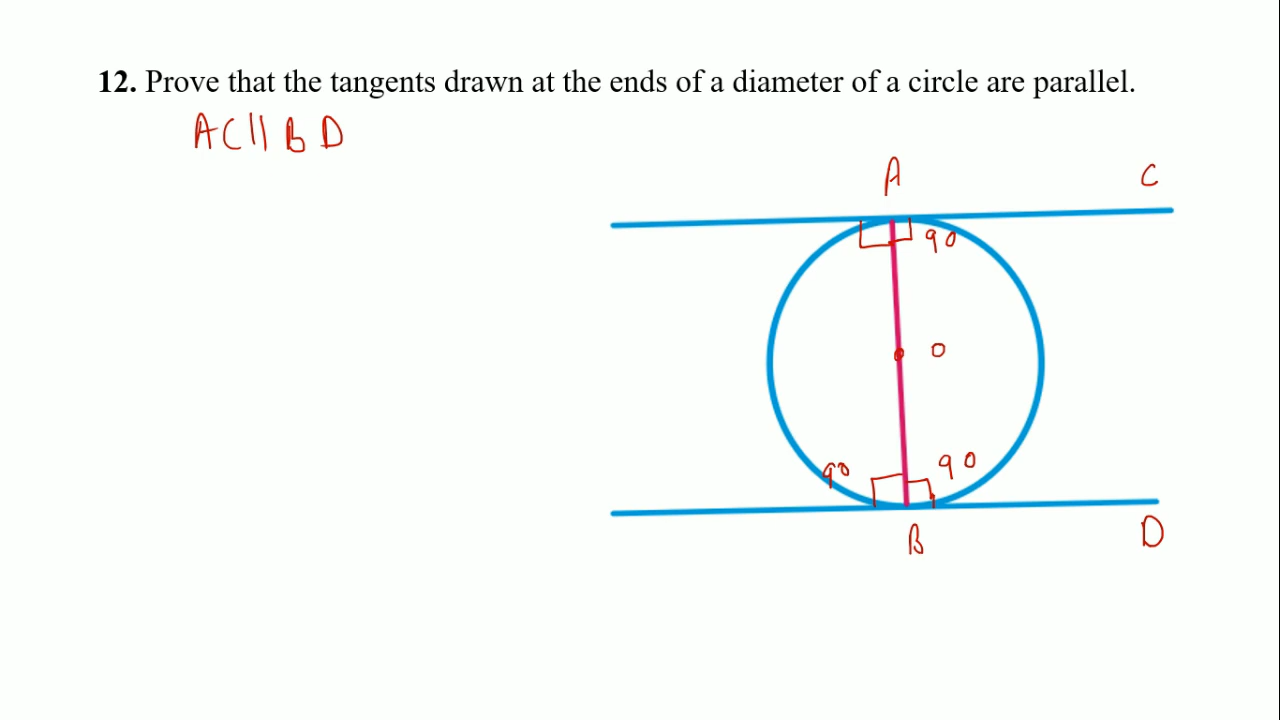 12. Prove that the tangents drawn at the ends of a diameter of a circle are parallel.
AC || BD
A
C
90
O
90
90
B
D